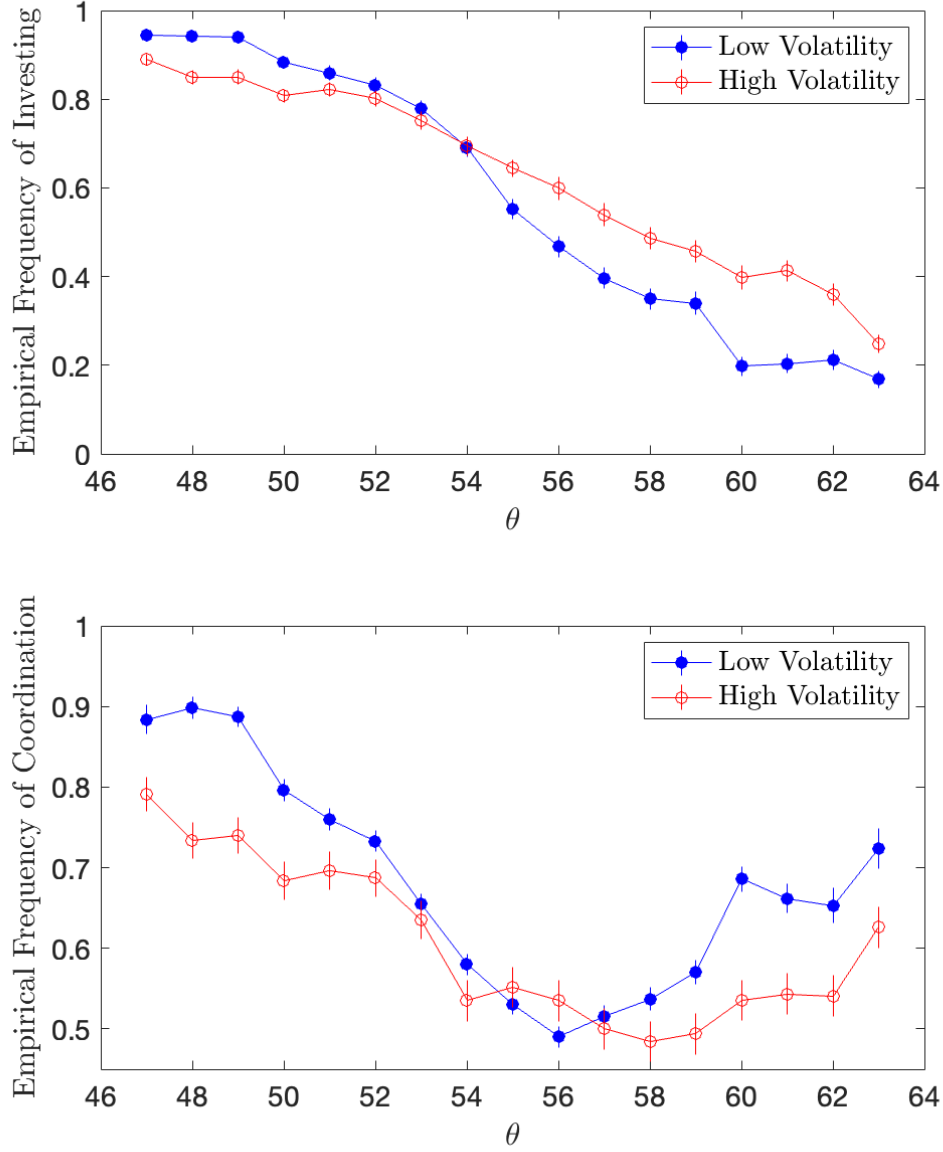 Empirical Frequency of Investing
1
0.8
0.6
0.4
0.2
0
Low Volatility
High Volatility
46 48 50 52 54 56 58 60 62 64
θ
Empirical Frequency of Coordination
1
0.9
0.8
0.7
0.6
0.5
Low Volatility
High Volatility
46 48 50 52 54 56 58 60 62 64
θ